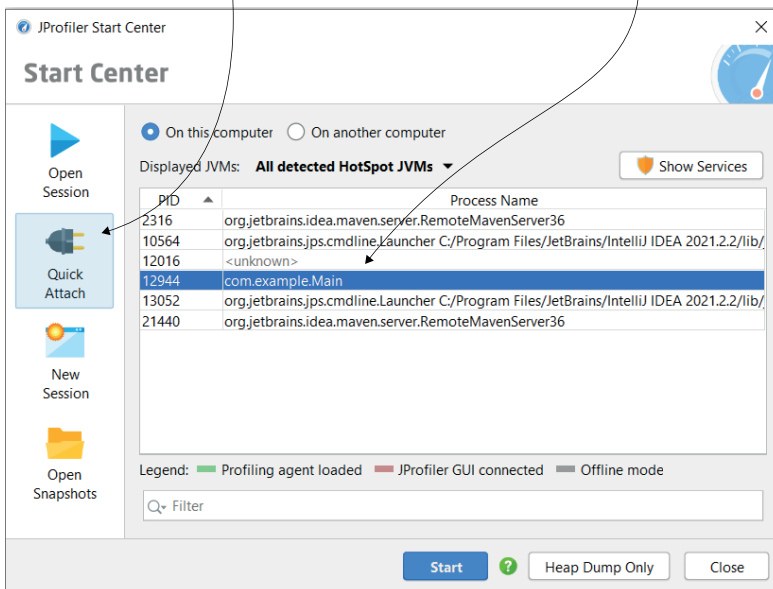 JProfiler Start Center
Start Center
Open
Session
Quick
Attach
New
Session
Open
Snapshots
On this computer On another computer
Displayed JVMs: All detected HotSpot JVMs Show Services
PID Process Name
2316 org.jetbrains.idea.maven.server.RemoteMavenServer36
10564 org.jetbrains.jps.cmdline.Launcher C:/Program Files/JetBrains/IntelliJ IDEA 2021.2.2/lib/
12016 <unknown>
12944 com.example.Main
13052 org.jetbrains.jps.cmdline.Launcher C:/Program Files/JetBrains/IntelliJ IDEA 2021.2.2/lib/
21440 org.jetbrains.idea.maven.server.RemoteMavenServer36
Legend: Profiling agent loaded JProfiler GUI connected Offline mode
Filter
Start ? Heap Dump Only Close